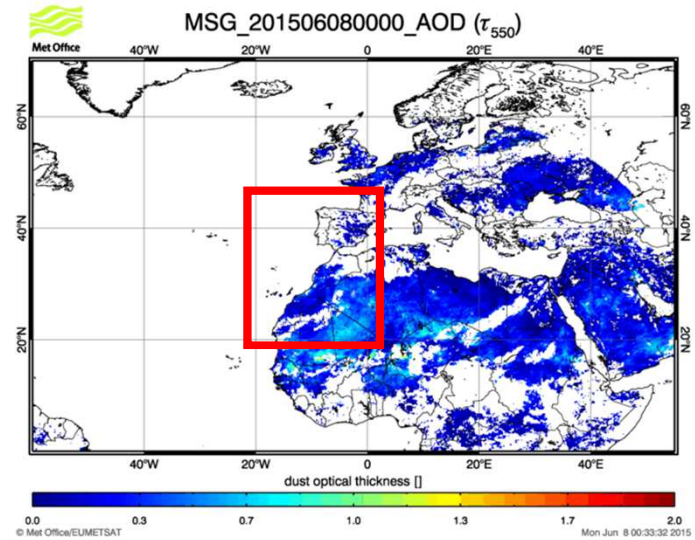 MSG_201506080000_AOD (τ550)
Met Office
40°W 20°W 0 20°E 40°E
60°N 60°N
40°N 40°N
20°N 20°N
40°W 20°W 0 20°E 40°E
dust optical thickness []
0.0 0.3 0.7 1.0 1.3 1.7 2.0
© Met Office/EUMETSAT Mon Jun 8 00:33:32 2015